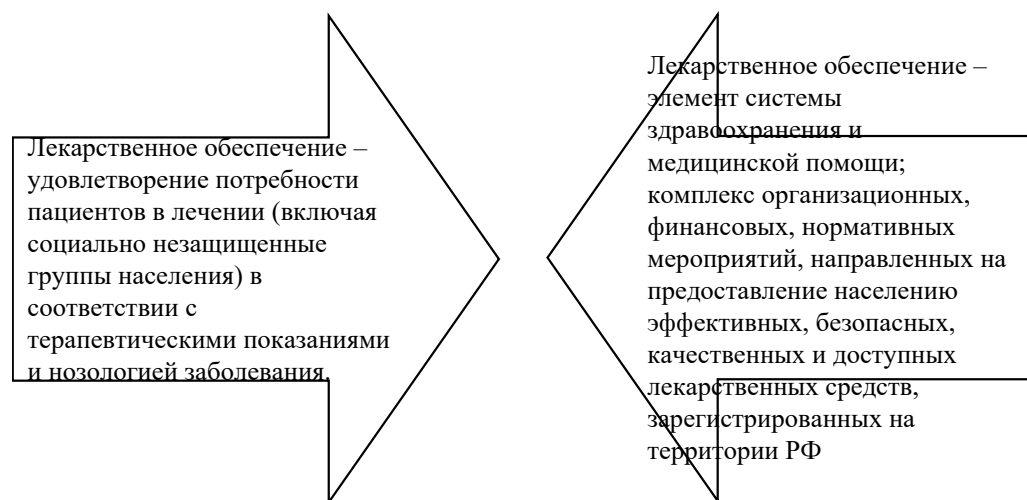 Лекарственное обеспечение –
удовлетворение потребности
пациентов в лечении (включая
социально незащищенные
группы населения) в
соответствии с
терапевтическими показаниями
и нозологией заболевания.
Лекарственное обеспечение –
элемент системы
здравоохранения и
медицинской помощи;
комплекс организационных,
финансовых, нормативных
мероприятий, направленных на
предоставление населению
эффективных, безопасных,
качественных и доступных
лекарственных средств,
зарегистрированных на
территории РФ